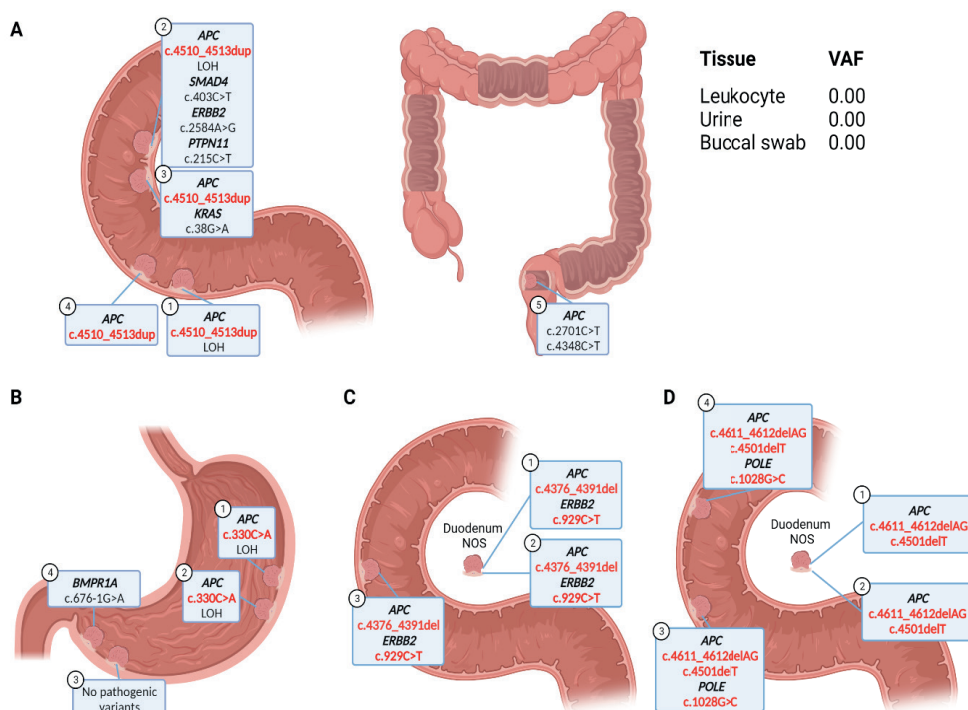 A
2
APC
c.4510_4513dup
LOH
SMAD4
c.403C>T
ERBB2
c.2584A>G
PTPN11
c.215C>T
3
APC
c.4510_4513dup
KRAS
c.38G>A
4
APC
c.4510_4513dup
1
APC
c.4510_4513dup
LOH
5
APC
c.2701C>T
c.4348C>T
Tissue VAF
Leukocyte 0.00
Urine 0.00
Buccal swab 0.00
B
1
APC
c.330C>A
LOH
2
APC
c.330C>A
LOH
4
BMPR1A
c.676-1G>A
3
No pathogenic
variants
C
1
APC
c.4376_4391del
ERBB2
c.929C>T
Duodenum
NOS
2
APC
c.4376_4391del
ERBB2
c.929C>T
3
APC
c.4376_4391del
ERBB2
c.929C>T
D
4
APC
c.4611_4612delAG
c.4501delT
POLE
c.1028G>C
1
APC
c.4611_4612delAG
c.4501delT
Duodenum
NOS
2
APC
c.4611_4612delAG
c.4501delT
3
APC
c.4611_4612delAG
c.4501delT
POLE
c.1028G>C